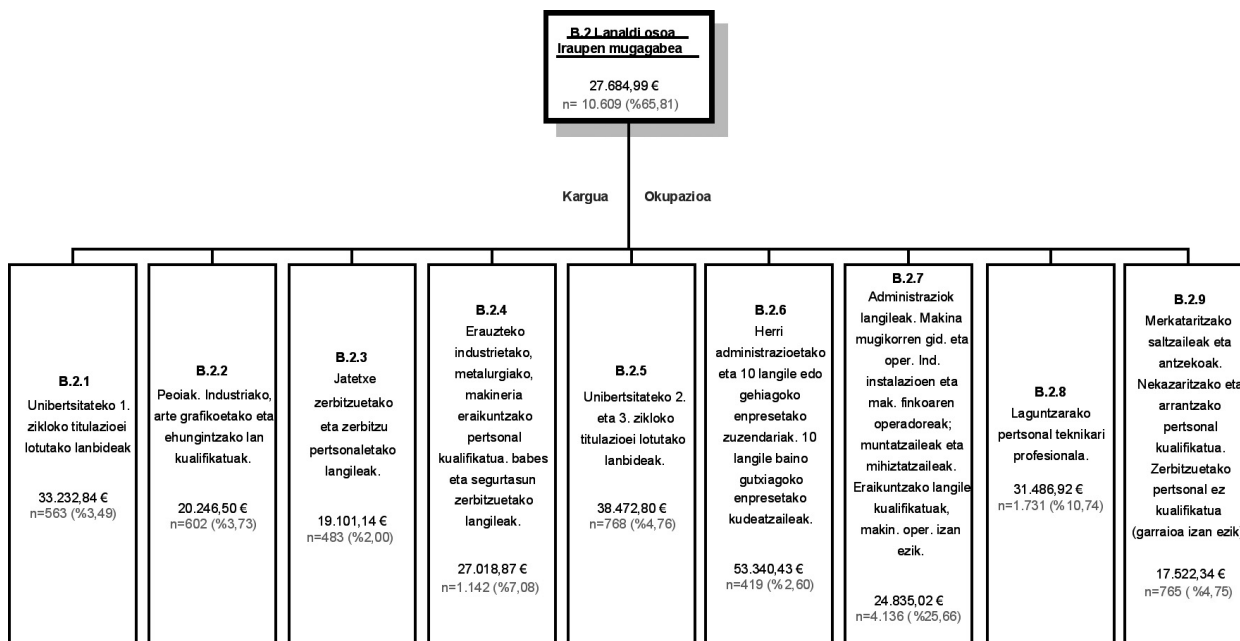 B.2 Lanaldi osoa
Iraupen mugagabea
27.684,99 €
n= 10.609 (%65,81)
Kargua
Okupazioa
B.2.1
Unibertsitateko 1.
zikloko titulazioei
lotutako lanbideak
33.232,84 €
n=563 (%3,49)
B.2.2
Peoiak. Industriako,
arte grafikoetako eta
ehungintzako lan
kualifikatuak.
20.246,50 €
n=602 (%3,73)
B.2.3
Jatetxe
zerbitzuetako
eta zerbitzu
pertsonaletako
langileak.
19.101,14 €
n=483 (%2,00)
B.2.4
Erauzteko
industrietako,
metalurgiako,
makineria
eraikuntzako
pertsonal
kualifikatua. babes
eta segurtasun
zerbitzuetako
langileak.
27.018,87 €
n=1.142 (%7,08)
B.2.5
Unibertsitateko 2.
eta 3. zikloko
titulazioei lotutako
lanbideak.
38.472,80 €
n=768 (%4,76)
B.2.6
Herri
administrazioetako
eta 10 langile edo
gehiagoko
enpresetako
zuzendariak. 10
langile baino
gutxiagoko
enpresetako
kudeatzaileak.
53.340,43 €
n=419 (%2,60)
B.2.7
Administraziok
langileak. Makina
mugikorren gid. eta
oper. Ind.
instalazioen eta
mak. finkoaren
operadoreak;
muntatzaileak eta
mihiztatzaileak.
Eraikuntzako langile
kualifikatuak,
makin. oper. izan
ezik.
24.835,02 €
n=4.136 (%25,66)
B.2.8
Laguntzarako
pertsonal teknikari
profesionala.
31.486,92 €
n=1.731 (%10,74)
B.2.9
Merkataritzako
saltzaileak eta
antzekoak.
Nekazaritzako eta
arrantzako
pertsonal
kualifikatua.
Zerbitzuetako
pertsonal ez
kualifikatua
(garraioa izan ezik)
17.522,34 €
n=765 ( %4,75)